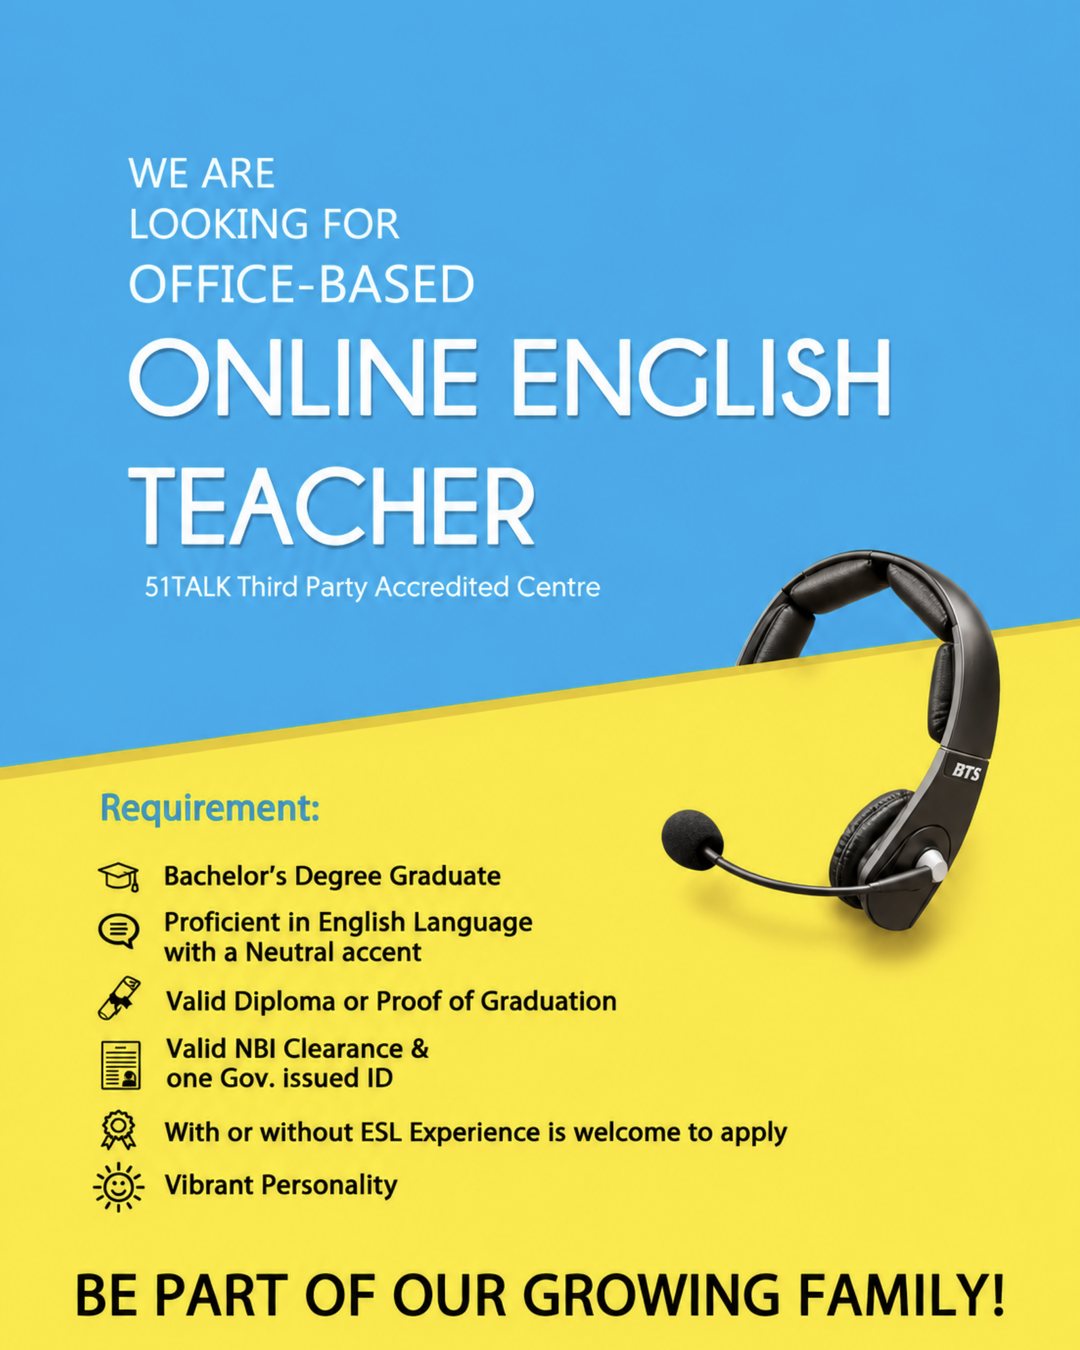 WE ARE
LOOKING FOR
OFFICE-BASED
ONLINE ENGLISH
TEACHER
51TALK Third Party Accredited Centre
BTS
Requirement:
Bachelor's Degree Graduate
Proficient in English Language
with a Neutral accent
Valid Diploma or Proof of Graduation
Valid NBI Clearance &
one Gov. issued ID
With or without ESL Experience is welcome to apply
Vibrant Personality
BE PART OF OUR GROWING FAMILY!